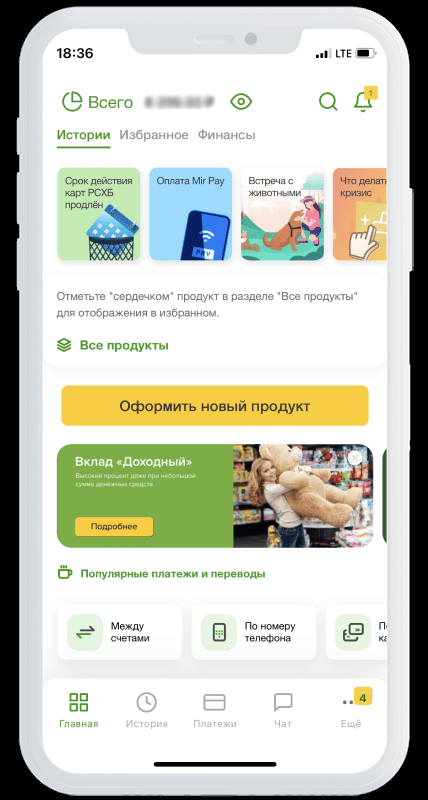 18:36
LTE
Всего
1
Истории Избранное Финансы
Срок действия
карт РСХБ
продлён
Оплата Mir Pay
PAY
Встреча с
животными
Что делат
кризис
Отметьте "сердечком" продукт в разделе "Все продукты"
для отображения в избранном.
Все продукты
Оформить новый продукт
Вклад «Доходный»
Высокий процент даже при небольшой
сумме денежных средств
Подробнее
Популярные платежи и переводы
Между
счетами
По номеру
телефона
По
ка
4
Главная История Платежи Чат Ещё